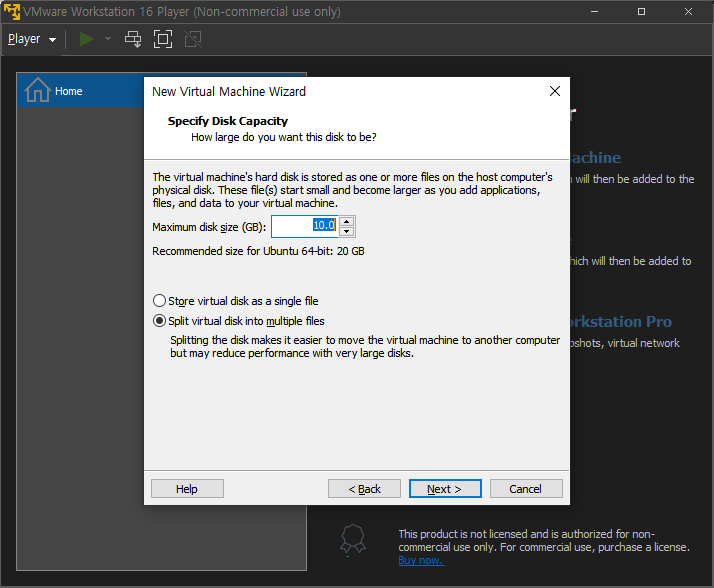 VMware Workstation 16 Player (Non-commercial use only)
Player
Home
New Virtual Machine Wizard
Specify Disk Capacity
How large do you want this disk to be?
The virtual machine's hard disk is stored as one or more files on the host computer's
physical disk. These file(s) start small and become larger as you add applications,
files, and data to your virtual machine.
Maximum disk size (GB): 10.0
Recommended size for Ubuntu 64-bit: 20 GB
Store virtual disk as a single file
Split virtual disk into multiple files
Splitting the disk makes it easier to move the virtual machine to another computer
but may reduce performance with very large disks.
Help
< Back
Next >
Cancel
r
achine
will then be added to the
hich will then be added to
rkstation Pro
pshots, virtual network
This product is not licensed and is authorized for non-
commercial use only. For commercial use, purchase a license.
Buy now.